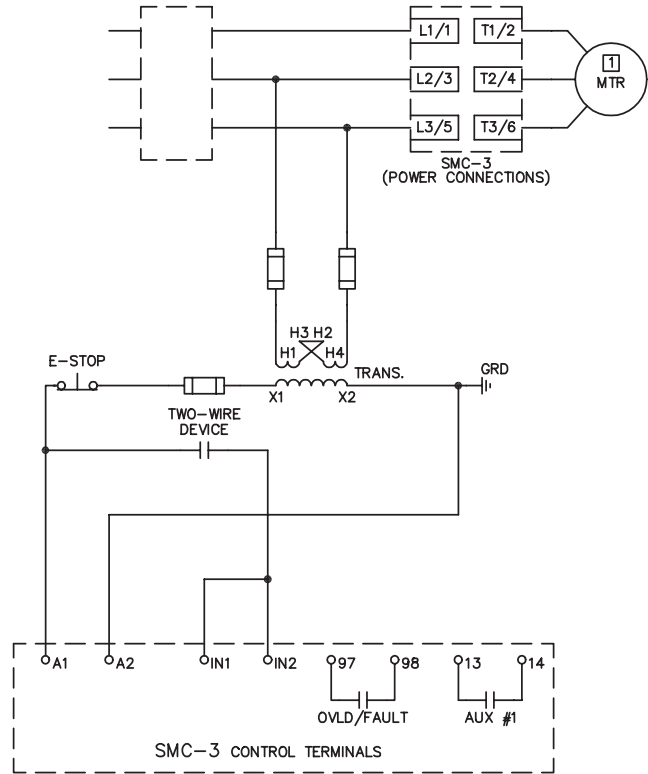 L1/1 T1/2
1
L2/3 T2/4 MTR
L3/5 T3/6
SMC-3
(POWER CONNECTIONS)
H3 H2
H1 H4
E-STOP TRANS. GRD
X1 X2
TWO-WIRE
DEVICE
A1 A2 IN1 IN2 97 98 13 14
OVLD/FAULT AUX #1
SMC-3 CONTROL TERMINALS